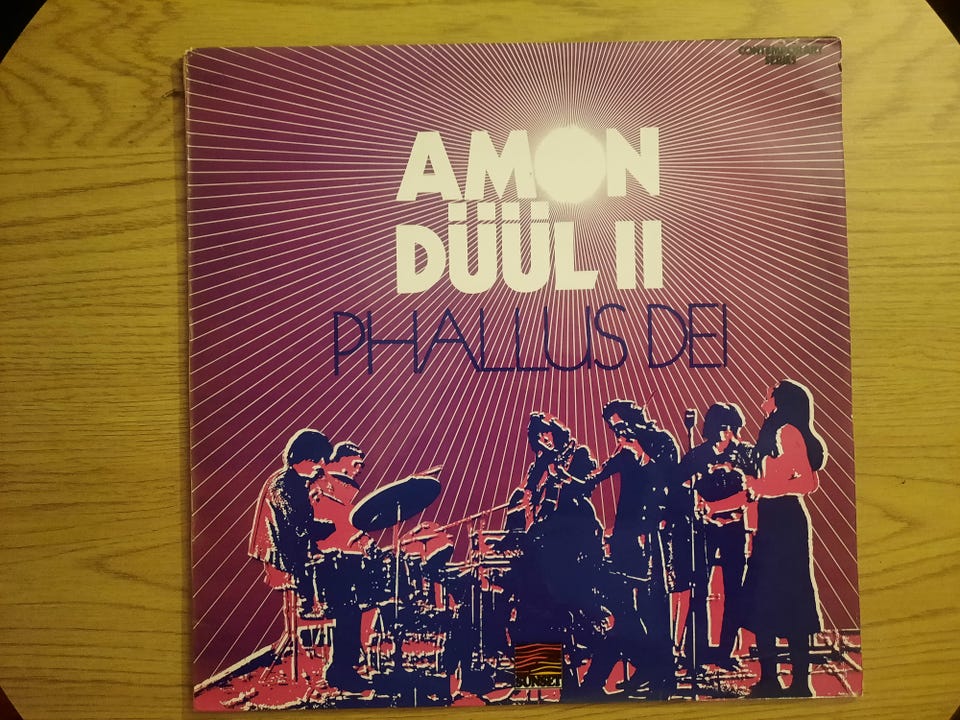 CONTEMPORARY
SERIES
AMON
DÜÜL II
PHALLUS DEI
SUNSET